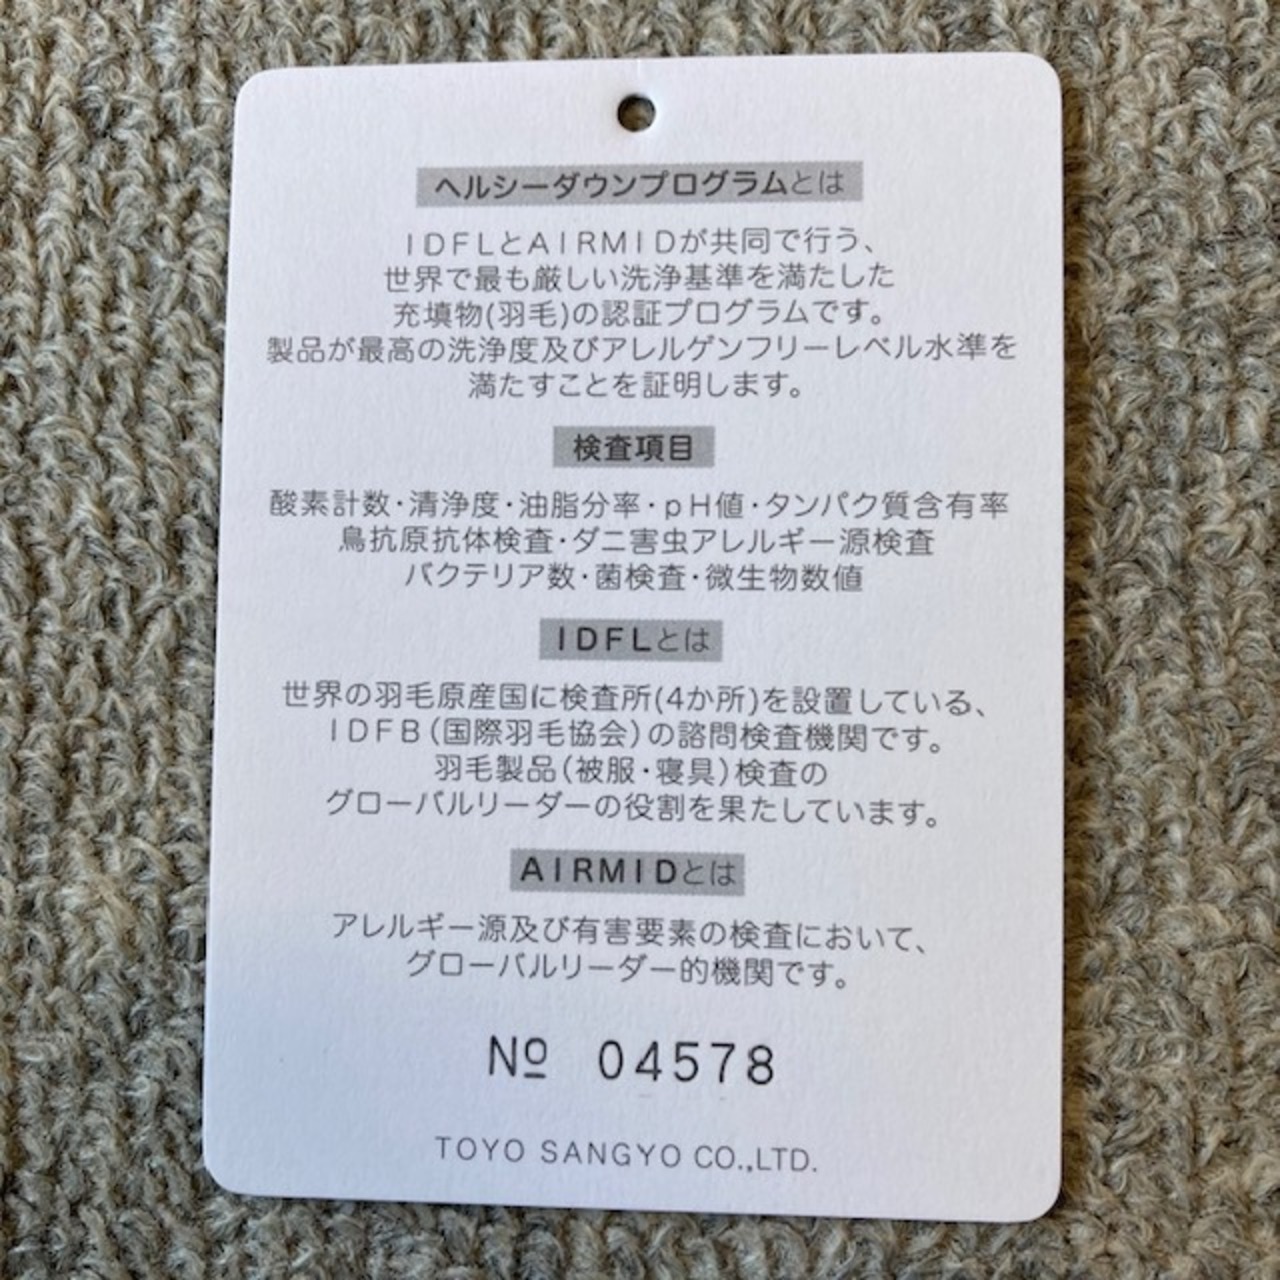 ヘルシーダウンプログラムとは
IDFLとAIRMIDが共同で行う、
世界で最も厳しい洗浄基準を満たした
充填物(羽毛)の認証プログラムです。
製品が最高の洗浄度及びアレルゲンフリーレベル水準を
満たすことを証明します。
検査項目
酸素計数・清浄度・油脂分率・pH値・タンパク質含有率
鳥抗原抗体検査・ダニ害虫アレルギー源検査
バクテリア数・菌検査・微生物数値
IDFLとは
世界の羽毛原産国に検査所(4か所)を設置している、
IDFB(国際羽毛協会)の諮問検査機関です。
羽毛製品(被服・寝具)検査の
グローバルリーダーの役割を果たしています。
AIRMIDとは
アレルギー源及び有害要素の検査において、
グローバルリーダー的機関です。
№ 04578
TOYO SANGYO CO.,LTD.